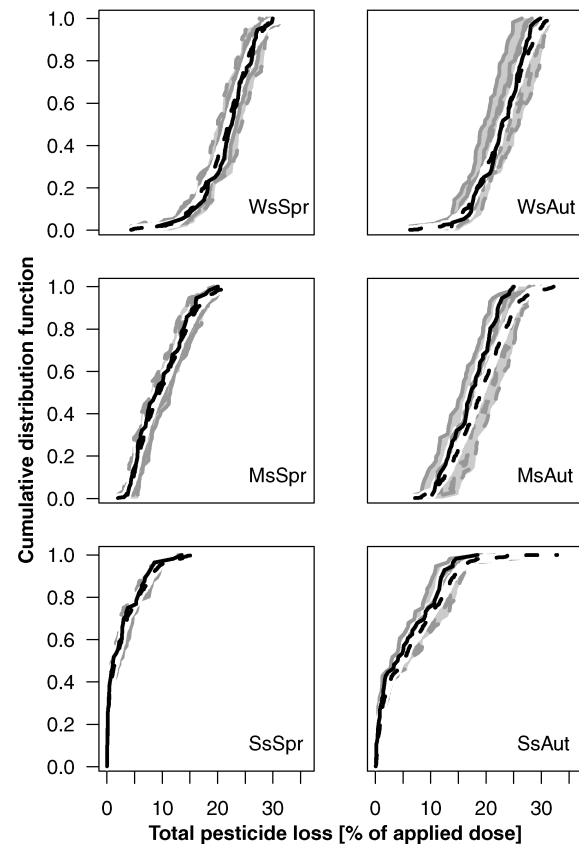 1.0
0.8
0.6
0.4
0.2
0.0
WsSpr
WsAut
1.0
0.8
0.6
0.4
0.2
0.0
MsSpr
MsAut
1.0
0.8
0.6
0.4
0.2
0.0
SsSpr
SsAut
0 10 20 30
0 10 20 30
Cumulative distribution function
Total pesticide loss [% of applied dose]